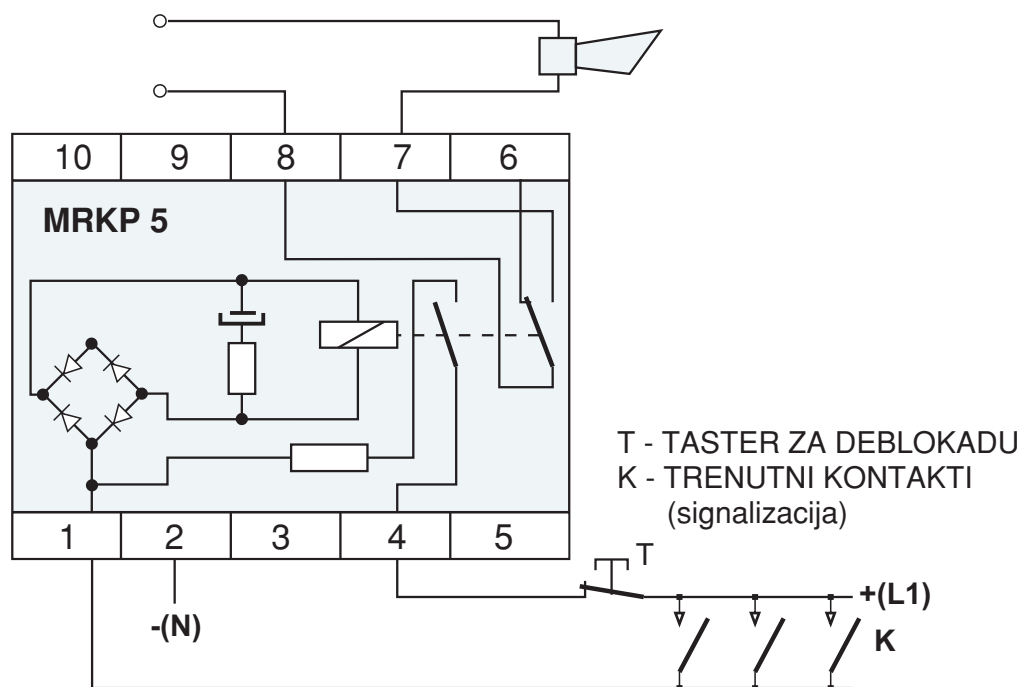 10 9 8 7 6
MRKP 5
T - TASTER ZA DEBLOKADU
K - TRENUTNI KONTAKTI
(signalizacija)
1 2 3 4 5
T
+(L1)
-(N)
K